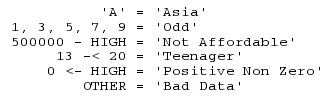 'A' = 'Asia'
1, 3, 5, 7, 9 = 'Odd'
500000 - HIGH = 'Not Affordable'
13 -< 20 = 'Teenager'
0 <- HIGH = 'Positive Non Zero'
OTHER = 'Bad Data'